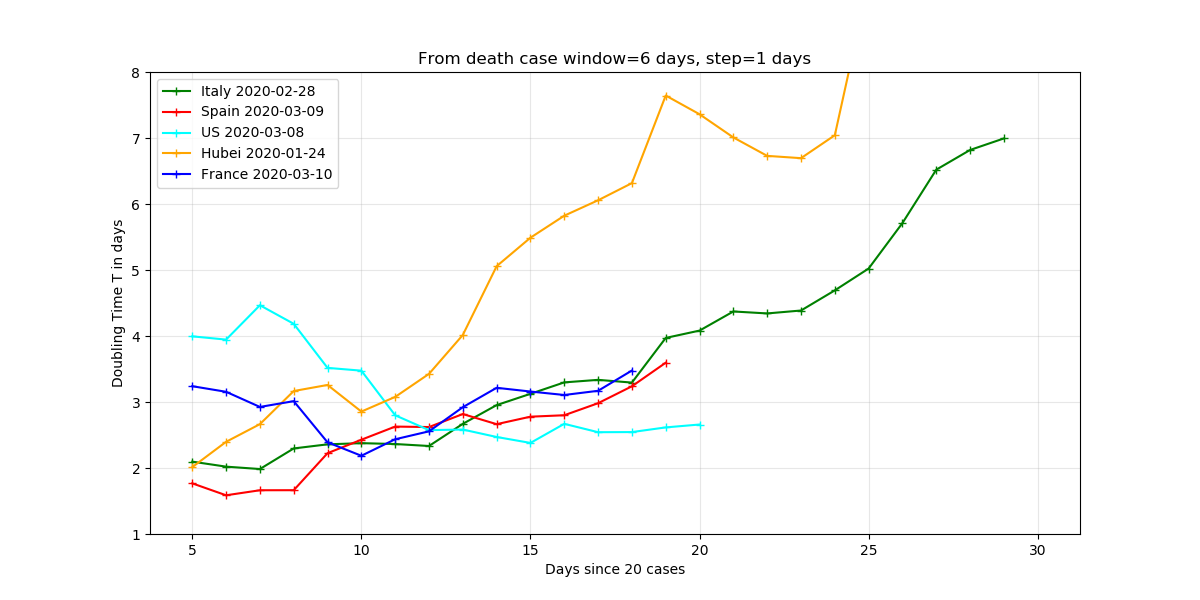 From death case window=6 days, step=1 days
Italy 2020-02-28
Spain 2020-03-09
US 2020-03-08
Hubei 2020-01-24
France 2020-03-10
Doubling Time T in days
8
7
6
5
4
3
2
1
5 10 15 20 25 30
Days since 20 cases